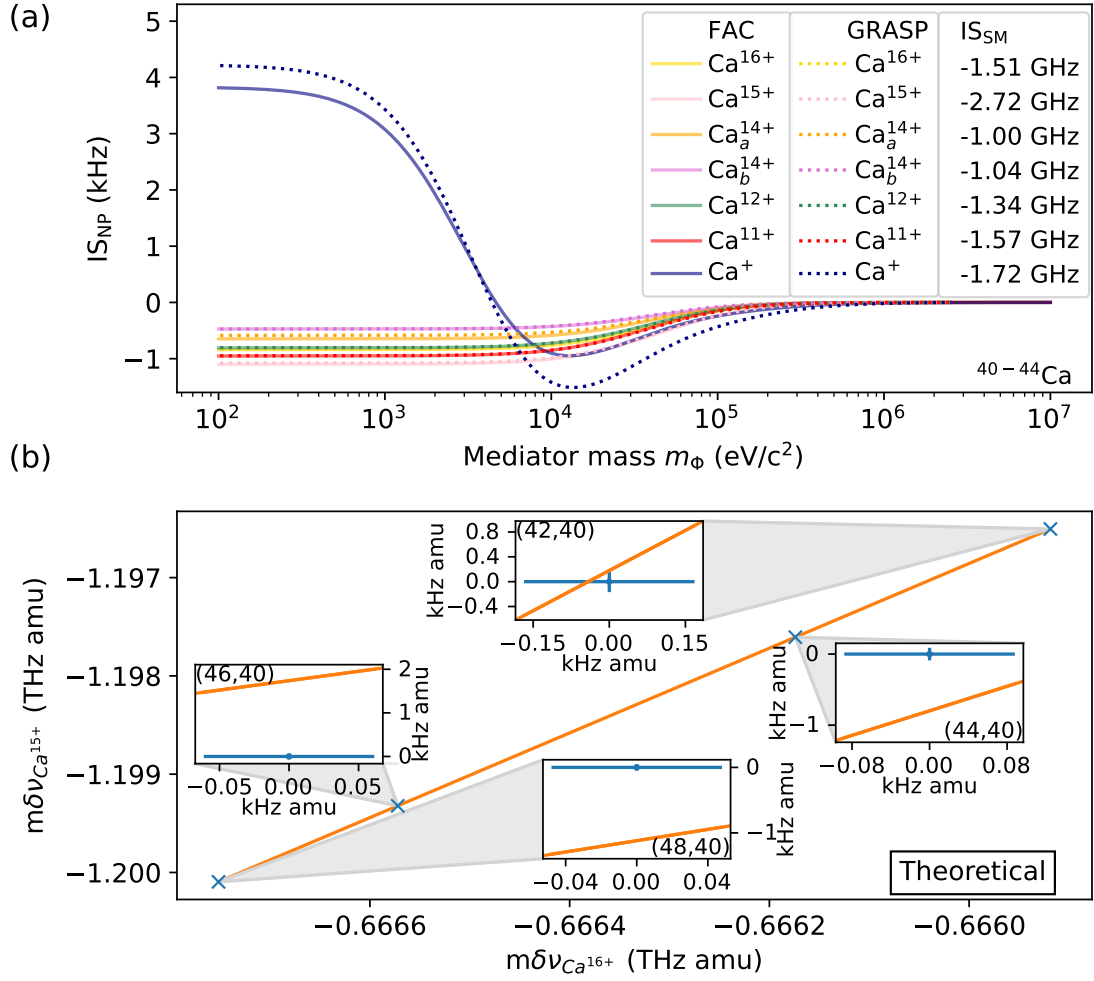 (a)
5
4
3
2
1
0
−1
IS_NP (kHz)
FAC GRASP IS_SM
Ca^16+ Ca^16+ -1.51 GHz
Ca^15+ Ca^15+ -2.72 GHz
Ca_a^14+ Ca_a^14+ -1.00 GHz
Ca_b^14+ Ca_b^14+ -1.04 GHz
Ca^12+ Ca^12+ -1.34 GHz
Ca^11+ Ca^11+ -1.57 GHz
Ca^+ Ca^+ -1.72 GHz
^40−44Ca
10^2 10^3 10^4 10^5 10^6 10^7
Mediator mass m_Φ (eV/c^2)
(b)
−1.197
−1.198
−1.199
−1.200
mδν_Ca^15+ (THz amu)
(42,40)
0.8
0.4
0.0
−0.4
kHz amu
−0.15 0.00 0.17
kHz amu
(46,40)
2
1
0
kHz amu
−0.05 0.00 0.05
kHz amu
0
−1
kHz amu
(44,40)
−0.08 0.00 0.08
kHz amu
0
−1
kHz amu
(48,40)
−0.04 0.00 0.04
kHz amu
Theoretical
−0.6666 −0.6664 −0.6662 −0.6660
mδν_Ca^16+ (THz amu)